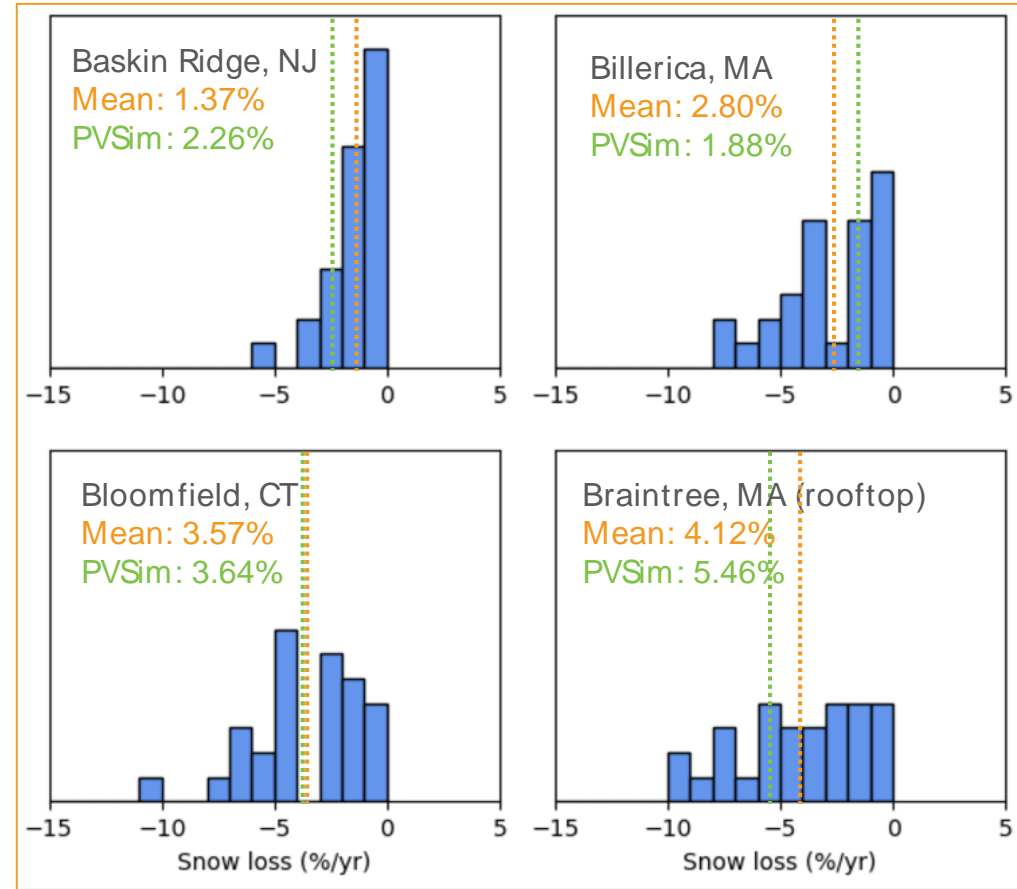 Baskin Ridge, NJ
Mean: 1.37%
PVSim: 2.26%
−15 −10 −5 0 5
Billerica, MA
Mean: 2.80%
PVSim: 1.88%
−15 −10 −5 0 5
Bloomfield, CT
Mean: 3.57%
PVSim: 3.64%
−15 −10 −5 0 5
Snow loss (%/yr)
Braintree, MA (rooftop)
Mean: 4.12%
PVSim: 5.46%
−15 −10 −5 0 5
Snow loss (%/yr)